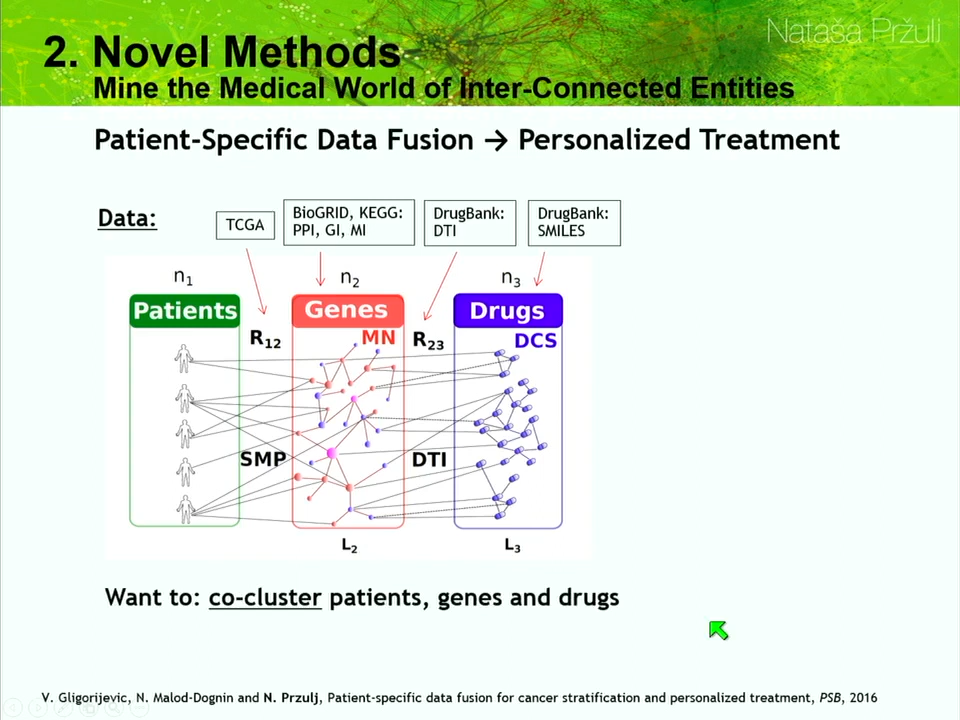 Nataša Pržulj
2. Novel Methods
Mine the Medical World of Inter-Connected Entities
Patient-Specific Data Fusion → Personalized Treatment
Data:
TCGA
BioGRID, KEGG:
PPI, GI, MI
DrugBank:
DTI
DrugBank:
SMILES
n₁
n₂
n₃
Patients
Genes
Drugs
R₁₂
MN
R₂₃
DCS
SMP
DTI
L₂
L₃
Want to: co-cluster patients, genes and drugs
V. Gligorijevic, N. Malod-Dognin and N. Przulj, Patient-specific data fusion for cancer stratification and personalized treatment, PSB, 2016